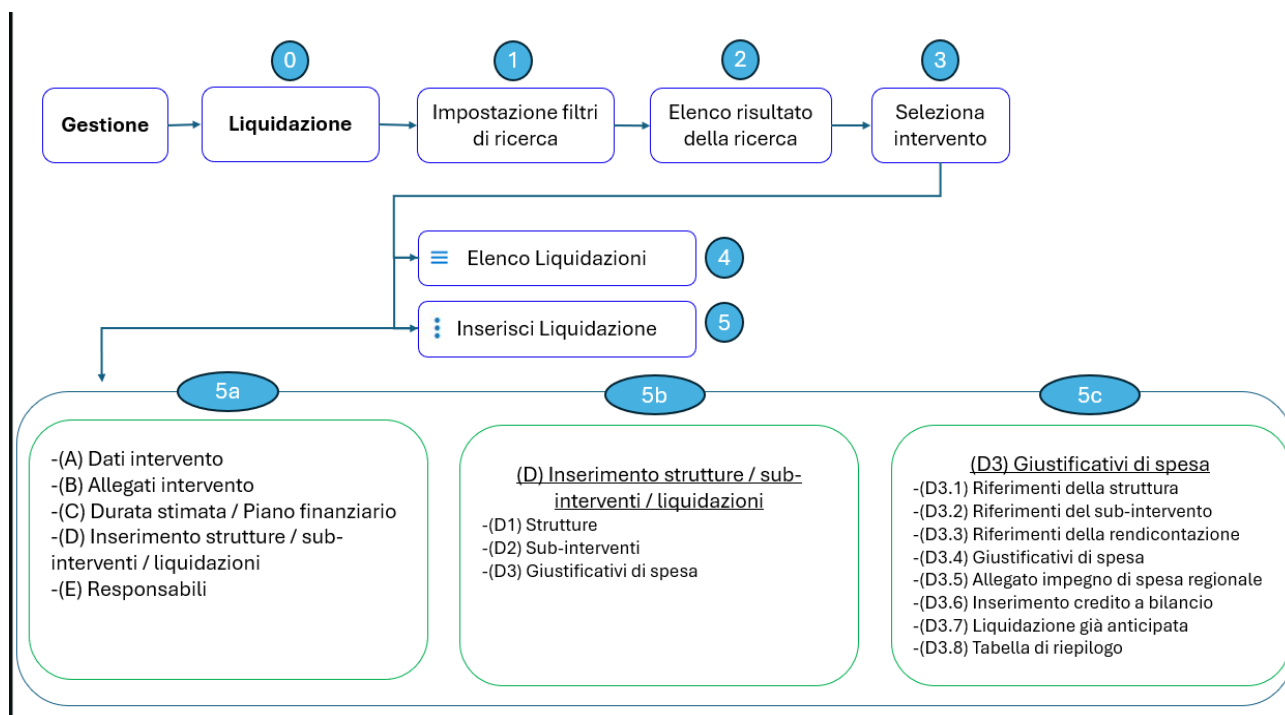 0
1
2
3
Gestione
Liquidazione
Impostazione filtri
di ricerca
Elenco risultato
della ricerca
Seleziona
intervento
Elenco Liquidazioni
4
Inserisci Liquidazione
5
5a
5b
5c
-(A) Dati intervento
-(B) Allegati intervento
-(C) Durata stimata / Piano finanziario
-(D) Inserimento strutture / sub-
interventi / liquidazioni
-(E) Responsabili
(D) Inserimento strutture / sub-
interventi / liquidazioni
-(D1) Strutture
-(D2) Sub-interventi
-(D3) Giustificativi di spesa
(D3) Giustificativi di spesa
-(D3.1) Riferimenti della struttura
-(D3.2) Riferimenti del sub-intervento
-(D3.3) Riferimenti della rendicontazione
-(D3.4) Giustificativi di spesa
-(D3.5) Allegato impegno di spesa regionale
-(D3.6) Inserimento credito a bilancio
-(D3.7) Liquidazione già anticipata
-(D3.8) Tabella di riepilogo